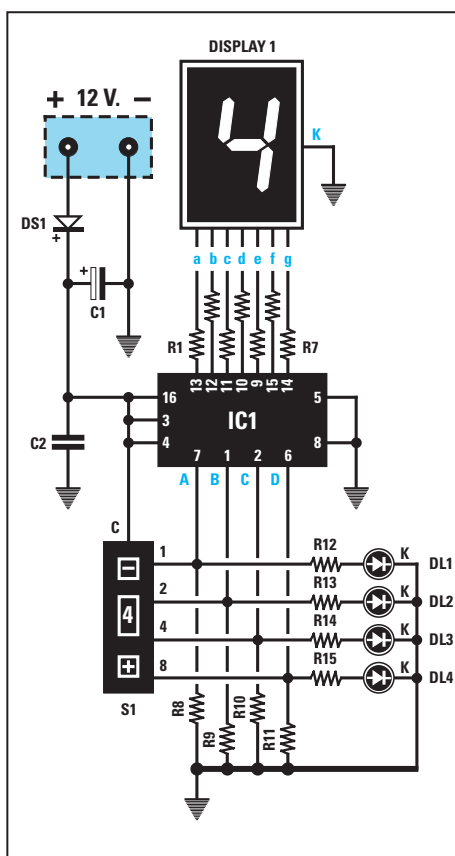 DISPLAY 1
+ 12 V. −
4
K
DS1
+
+
C1
a b c d e f g
R1 R7
13 12 11 10 9 15 14
16 5
3
IC1
4 8
C2
7 1 2 6
A B C D
C
− 1 R12 K DL1
2 R13 K DL2
4
4 R14 K DL3
+ 8 R15 K DL4
S1
R8 R9 R10 R11